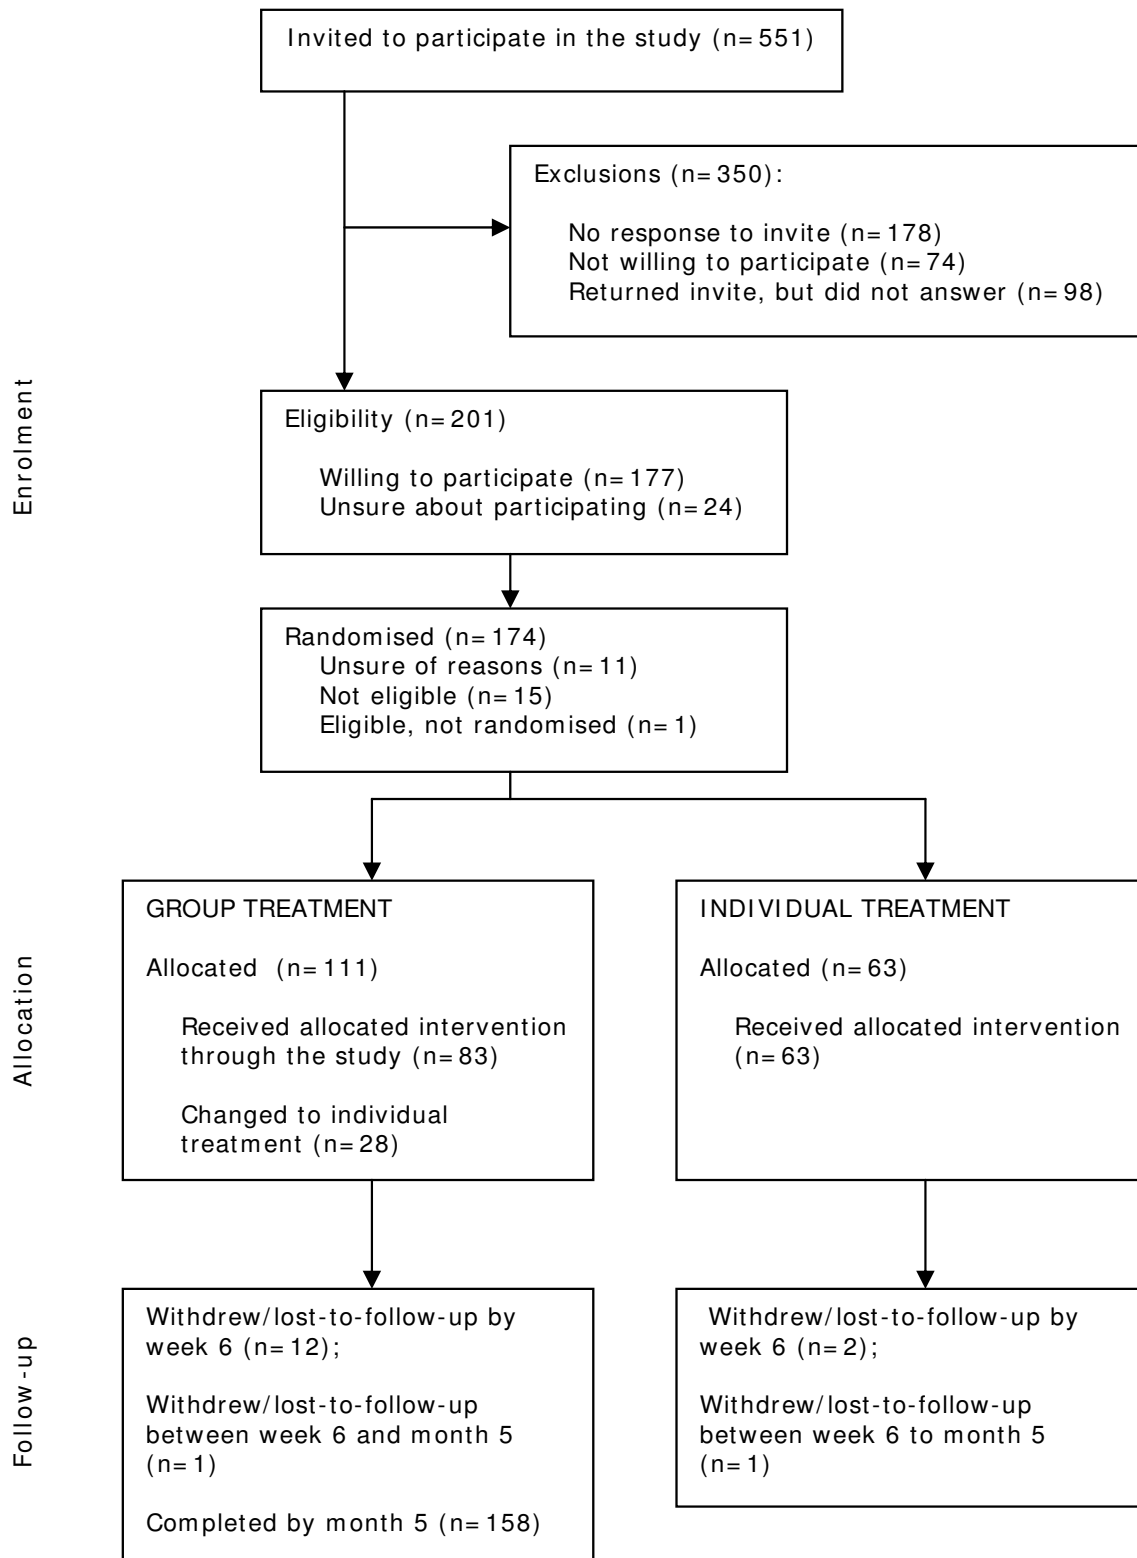 Invited to participate in the study (n=551)
Exclusions (n=350):
No response to invite (n=178)
Not willing to participate (n=74)
Returned invite, but did not answer (n=98)
Enrolment
Eligibility (n=201)
Willing to participate (n=177)
Unsure about participating (n=24)
Randomised (n=174)
Unsure of reasons (n=11)
Not eligible (n=15)
Eligible, not randomised (n=1)
Allocation
GROUP TREATMENT
Allocated (n=111)
Received allocated intervention
through the study (n=83)
Changed to individual
treatment (n=28)
INDIVIDUAL TREATMENT
Allocated (n=63)
Received allocated intervention
(n=63)
Follow-up
Withdrew/lost-to-follow-up by
week 6 (n=12);
Withdrew/lost-to-follow-up
between week 6 and month 5
(n=1)
Completed by month 5 (n=158)
Withdrew/lost-to-follow-up by
week 6 (n=2);
Withdrew/lost-to-follow-up
between week 6 to month 5
(n=1)